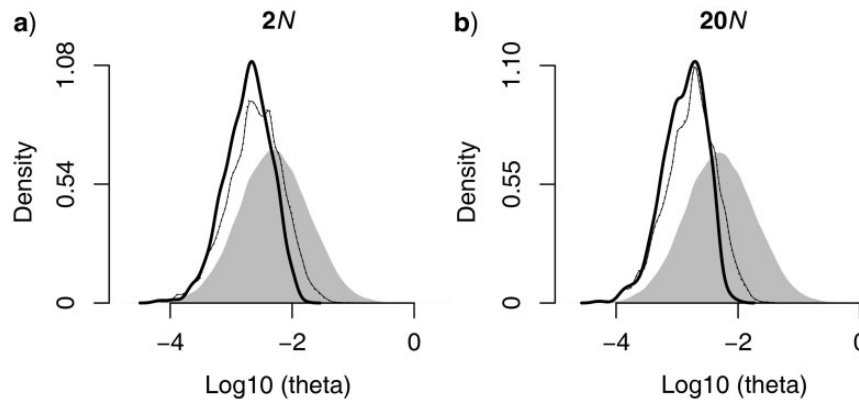 a) 2N
1.08
0.54
0
Density
−4 −2 0
Log10 (theta)
b) 20N
1.10
0.55
0
Density
−4 −2 0
Log10 (theta)